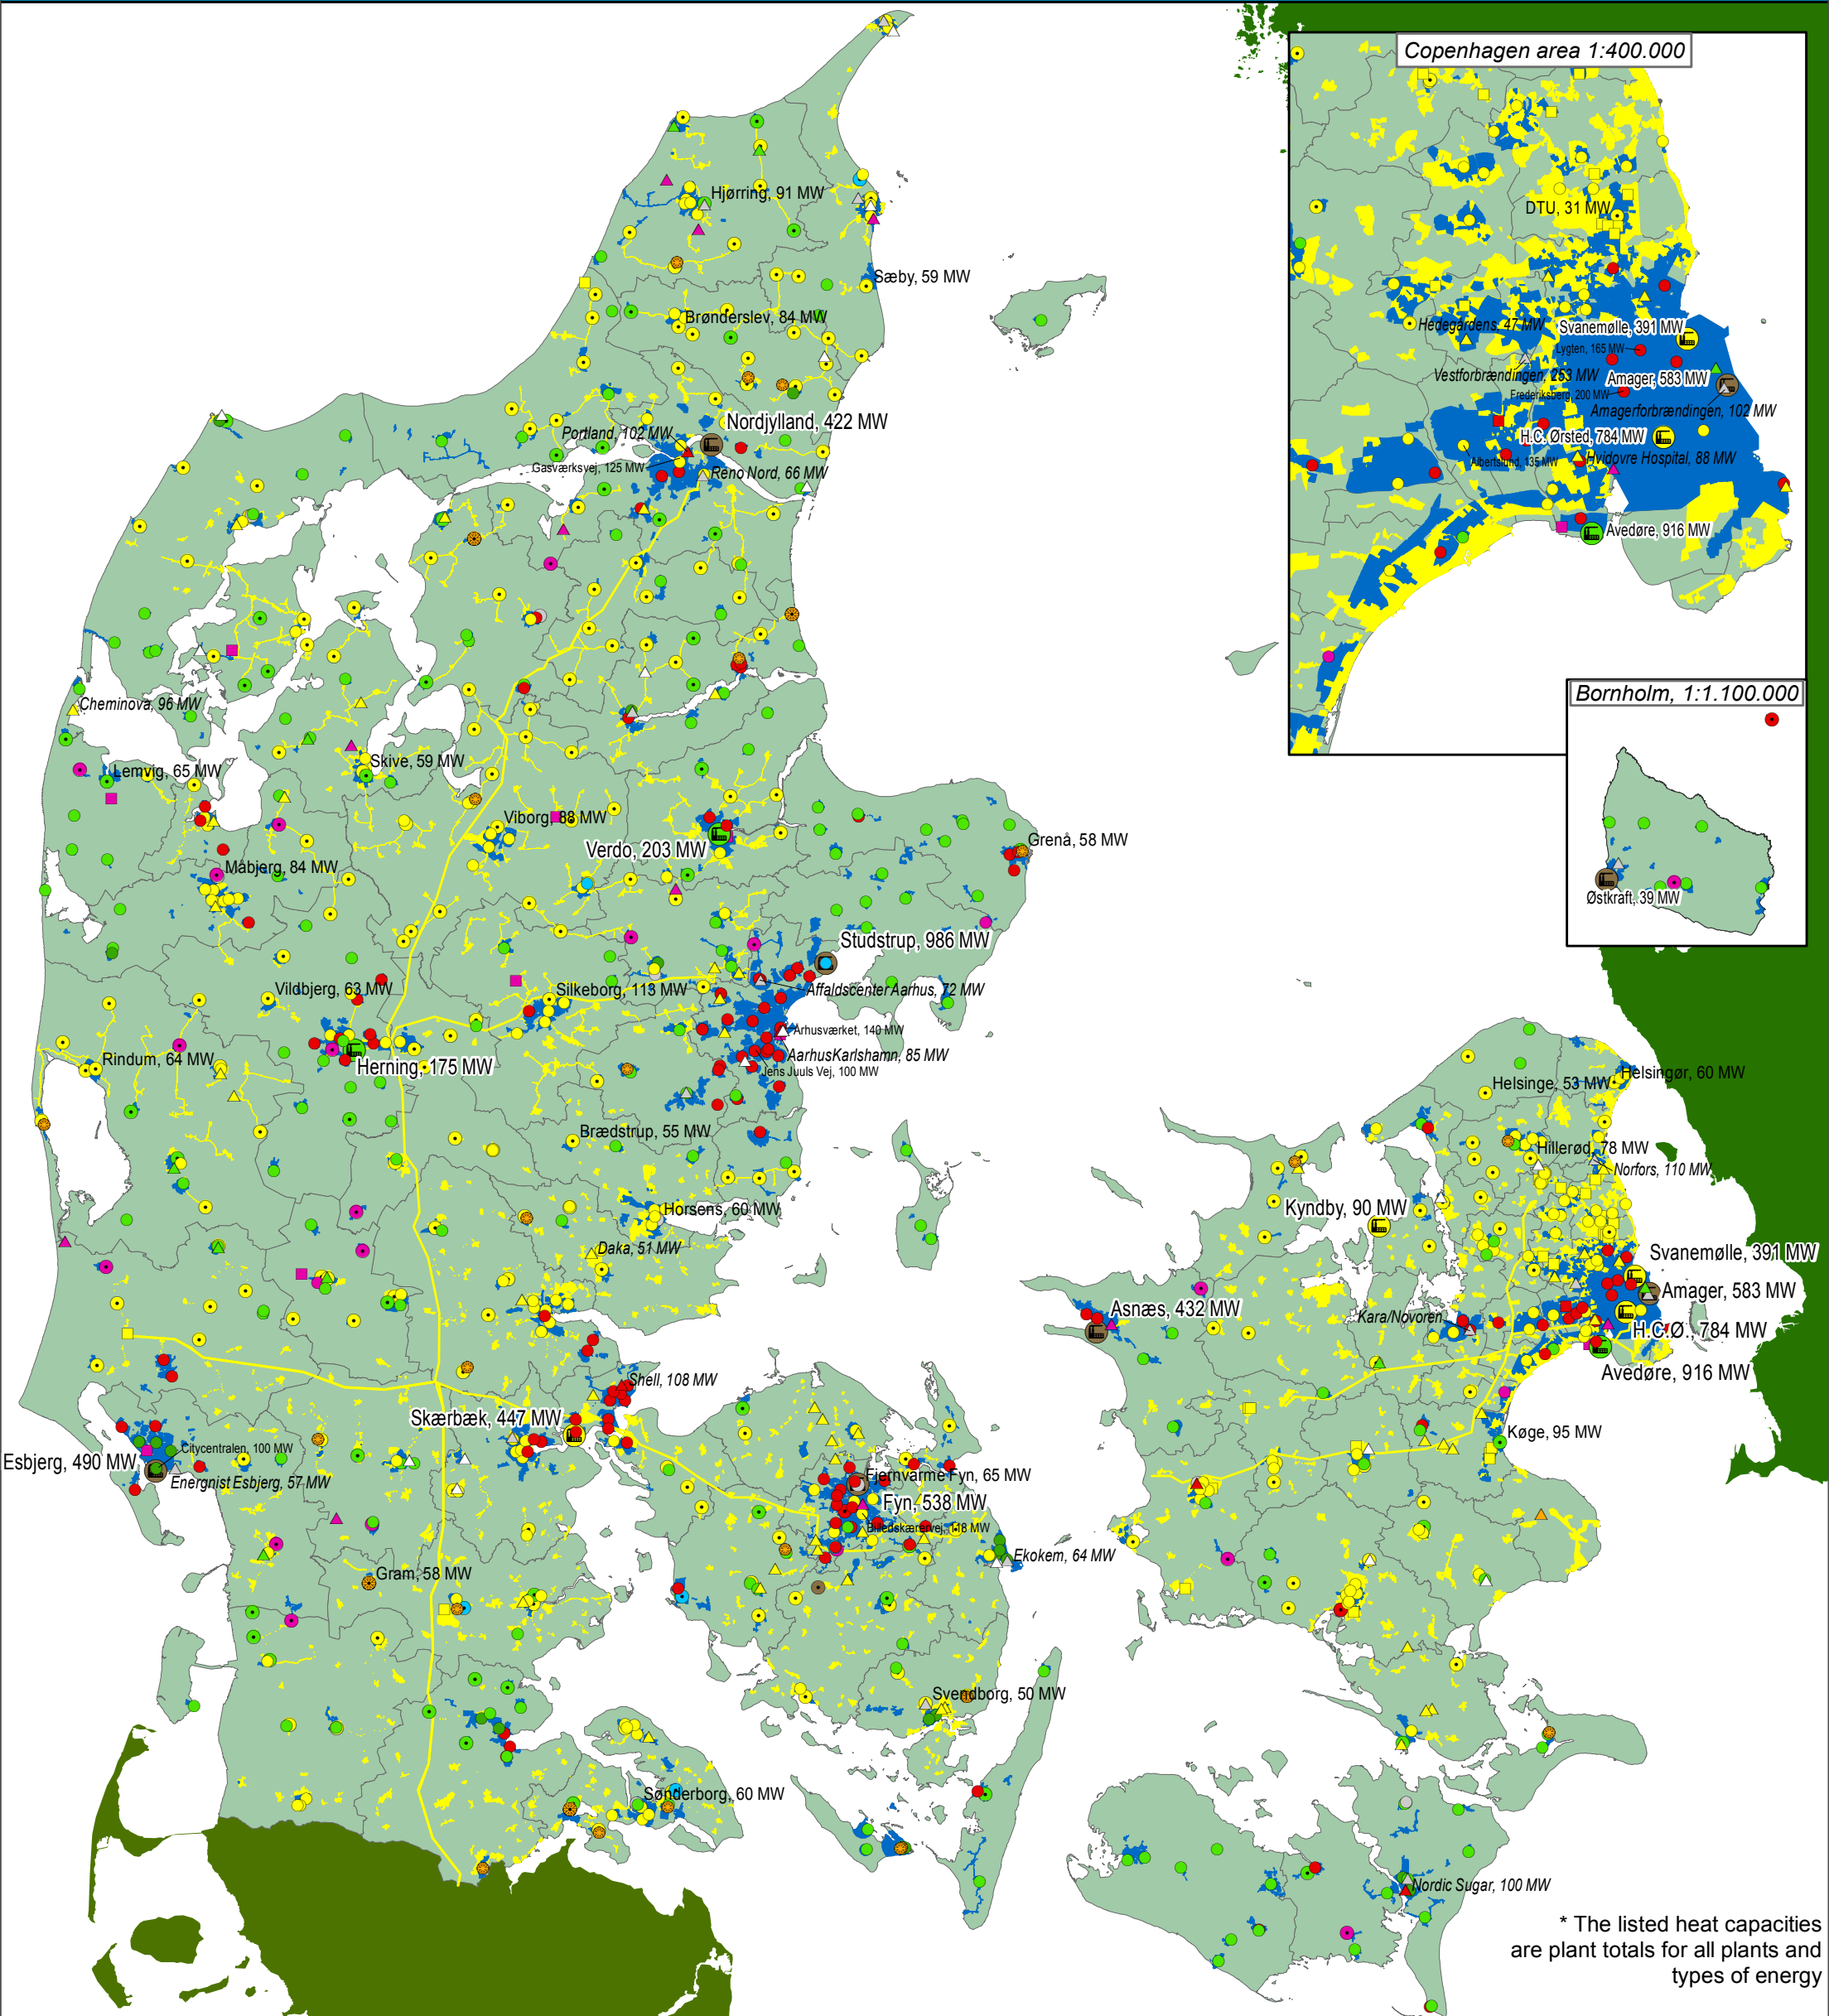 Copenhagen area 1:400.000
DTU, 31 MW
Hedegårdens, 47 MW
Svanemølle, 391 MW
Lygten, 165 MW
Vestforbrændingen, 253 MW
Amager, 583 MW
Frederiksberg, 200 MW
Amagerforbrændingen, 102 MW
H.C. Ørsted, 784 MW
Albertslund, 135 MW
Hvidovre Hospital, 88 MW
Avedøre, 916 MW
Bornholm, 1:1.100.000
Østkraft, 39 MW
Hjørring, 91 MW
Sæby, 59 MW
Brønderslev, 84 MW
Nordjylland, 422 MW
Portland, 102 MW
Gasværksvej, 125 MW
Reno Nord, 66 MW
Cheminova, 96 MW
Skive, 59 MW
Lemvig, 65 MW
Viborg, 88 MW
Verdo, 203 MW
Grenå, 58 MW
Måbjerg, 84 MW
Studstrup, 986 MW
Vildbjerg, 63 MW
Silkeborg, 113 MW
Affaldscenter Aarhus, 72 MW
Århusværket, 140 MW
Rindum, 64 MW
Herning, 175 MW
AarhusKarlshamn, 85 MW
Jens Juuls Vej, 100 MW
Brædstrup, 55 MW
Horsens, 60 MW
Daka, 51 MW
Helsinge, 53 MW
Helsingør, 60 MW
Hillerød, 78 MW
Norfors, 110 MW
Kyndby, 90 MW
Svanemølle, 391 MW
Amager, 583 MW
Asnæs, 432 MW
Kara/Novoren
H.C.Ø., 784 MW
Avedøre, 916 MW
Shell, 108 MW
Skærbæk, 447 MW
Køge, 95 MW
Esbjerg, 490 MW
Citycentralen, 100 MW
Energnist Esbjerg, 57 MW
Fjernvarme Fyn, 65 MW
Fyn, 538 MW
Billedskærervej, 118 MW
Ekokem, 64 MW
Gram, 58 MW
Svendborg, 50 MW
Sønderborg, 60 MW
Nordic Sugar, 100 MW
* The listed heat capacities
are plant totals for all plants and
types of energy